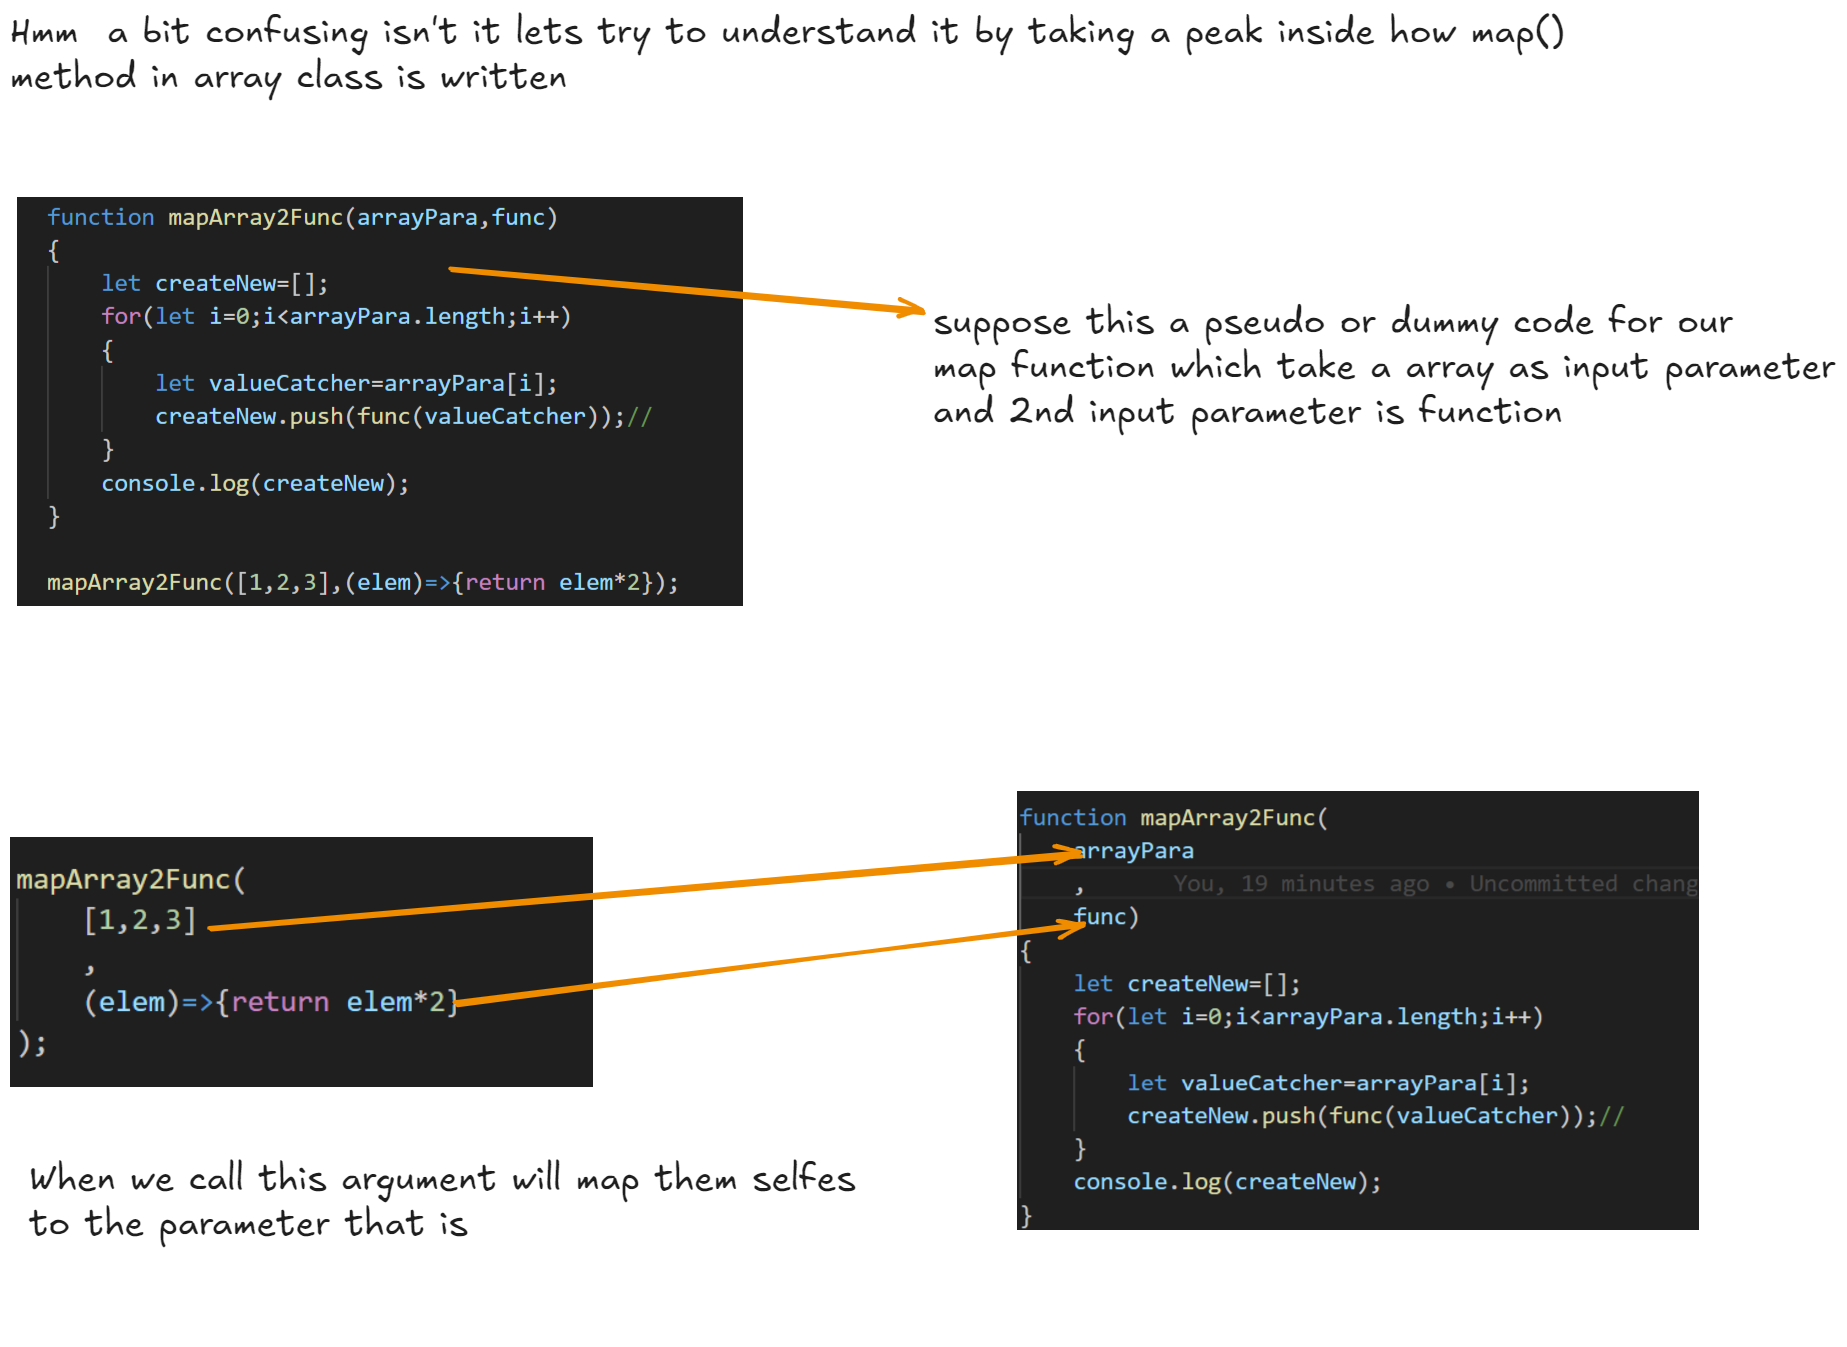 Hmm  a bit confusing isn't it lets try to understand it by taking a peak inside how map()
method in array class is written
function mapArray2Func(arrayPara,func)
{
let createNew=[];
for(let i=0;i<arrayPara.length;i++)
{
let valueCatcher=arrayPara[i];
createNew.push(func(valueCatcher));//
}
console.log(createNew);
}
mapArray2Func([1,2,3],(elem)=>{return elem*2});
suppose this a pseudo or dummy code for our
map function which take a array as input parameter
and 2nd input parameter is function
mapArray2Func(
[1,2,3]
,
(elem)=>{return elem*2}
);
When we call this argument will map them selfes
to the parameter that is
function mapArray2Func(
arrayPara
, You, 19 minutes ago • Uncommitted chang
func)
{
let createNew=[];
for(let i=0;i<arrayPara.length;i++)
{
let valueCatcher=arrayPara[i];
createNew.push(func(valueCatcher));//
}
console.log(createNew);
}